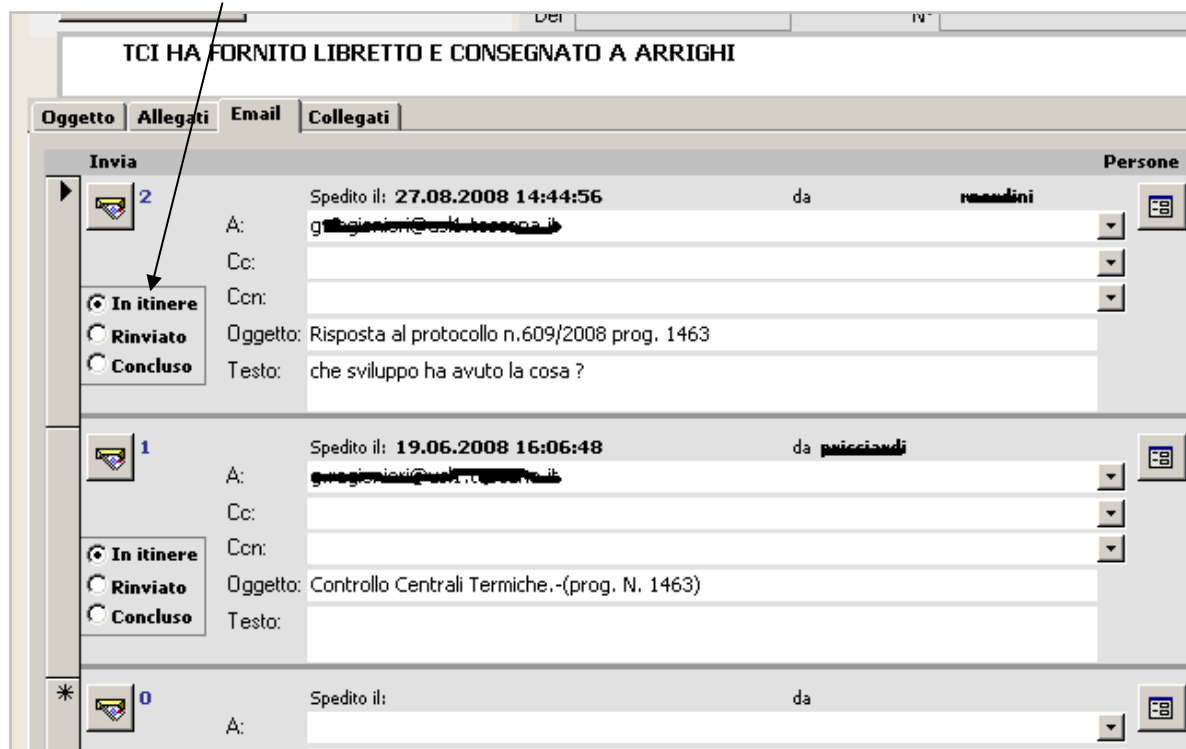 Del N°
TCI HA FORNITO LIBRETTO E CONSEGNATO A ARRIGHI
Oggetto Allegati Email Collegati
Invia Persone
2 Spedito il: 27.08.2008 14:44:56 da
A:
Cc:
In itinere Ccn:
Rinviato Oggetto: Risposta al protocollo n.609/2008 prog. 1463
Concluso Testo: che sviluppo ha avuto la cosa ?
1 Spedito il: 19.06.2008 16:06:48 da
A:
Cc:
In itinere Ccn:
Rinviato Oggetto: Controllo Centrali Termiche.-(prog. N. 1463)
Concluso Testo:
0 Spedito il: da
A: